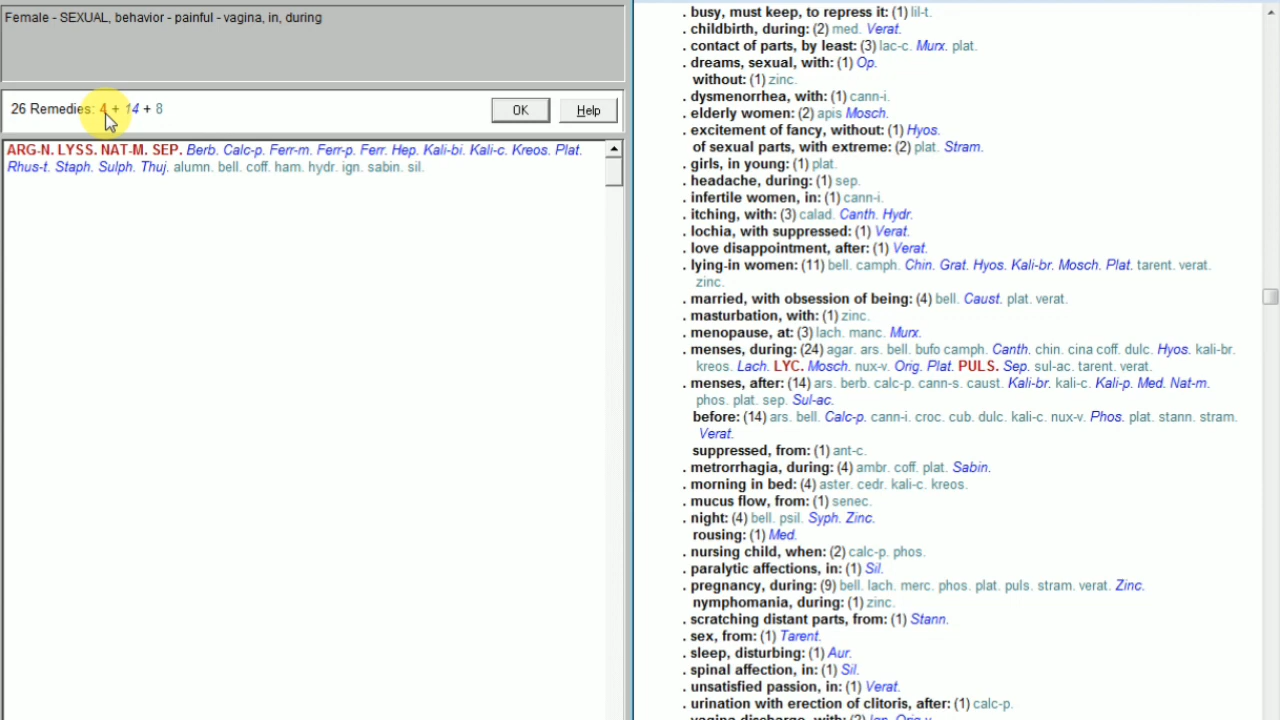 Female - SEXUAL, behavior - painful - vagina, in, during
26 Remedies: 4 + 14 + 8
OK
Help
ARG-N. LYSS. NAT-M. SEP. Berb. Calc-p. Ferr-m. Ferr-p. Ferr. Hep. Kali-bi. Kali-c. Kreos. Plat.
Rhus-t. Staph. Sulph. Thuj. alumn. bell. coff. ham. hydr. ign. sabin. sil.
. busy, must keep, to repress it: (1) lil-t.
. childbirth, during: (2) med. Verat.
. contact of parts, by least: (3) lac-c. Murx. plat.
. dreams, sexual, with: (1) Op.
without: (1) zinc.
. dysmenorrhea, with: (1) cann-i.
. elderly women: (2) apis Mosch.
. excitement of fancy, without: (1) Hyos.
of sexual parts, with extreme: (2) plat. Stram.
. girls, in young: (1) plat.
. headache, during: (1) sep.
. infertile women, in: (1) cann-i.
. itching, with: (3) calad. Canth. Hydr.
. lochia, with suppressed: (1) Verat.
. love disappointment, after: (1) Verat.
. lying-in women: (11) bell. camph. Chin. Grat. Hyos. Kali-br. Mosch. Plat. tarent. verat.
zinc.
. married, with obsession of being: (4) bell. Caust. plat. verat.
. masturbation, with: (1) zinc.
. menopause, at: (3) lach. manc. Murx.
. menses, during: (24) agar. ars. bell. bufo camph. Canth. chin. cina coff. dulc. Hyos. kali-br.
kreos. Lach. LYC. Mosch. nux-v. Orig. Plat. PULS. Sep. sul-ac. tarent. verat.
. menses, after: (14) ars. berb. calc-p. cann-s. caust. Kali-br. kali-c. Kali-p. Med. Nat-m.
phos. plat. sep. Sul-ac.
before: (14) ars. bell. Calc-p. cann-i. croc. cub. dulc. kali-c. nux-v. Phos. plat. stann. stram.
Verat.
suppressed, from: (1) ant-c.
. metrorrhagia, during: (4) ambr. coff. plat. Sabin.
. morning in bed: (4) aster. cedr. kali-c. kreos.
. mucus flow, from: (1) senec.
. night: (4) bell. psil. Syph. Zinc.
rousing: (1) Med.
. nursing child, when: (2) calc-p. phos.
. paralytic affections, in: (1) Sil.
. pregnancy, during: (9) bell. lach. merc. phos. plat. puls. stram. verat. Zinc.
nymphomania, during: (1) zinc.
. scratching distant parts, from: (1) Stann.
. sex, from: (1) Tarent.
. sleep, disturbing: (1) Aur.
. spinal affection, in: (1) Sil.
. unsatisfied passion, in: (1) Verat.
. urination with erection of clitoris, after: (1) calc-p.
. vagina discharge, with: (2) Ign. Orig-v.